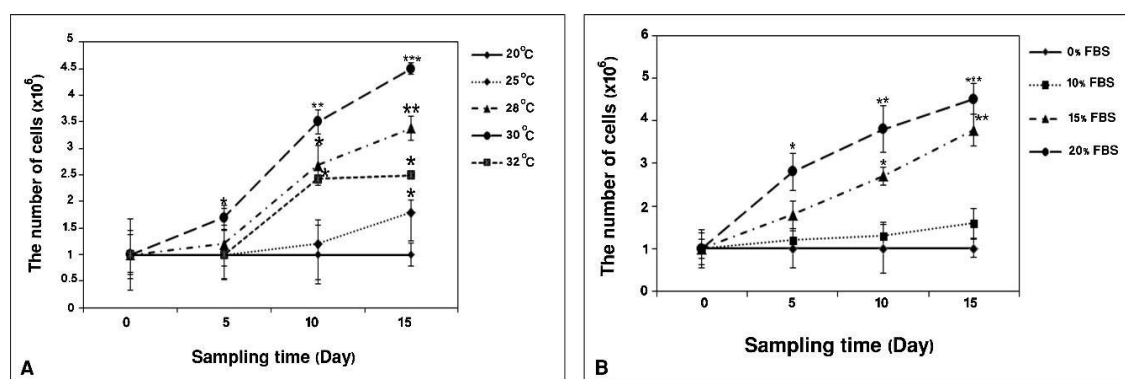 The number of cells (x10⁶)
5
4.5
4
3.5
3
2.5
2
1.5
1
0.5
0
0 5 10 15
Sampling time (Day)
A
* ** ***
* **
* *
*
20°C
25°C
28°C
30°C
32°C
The number of cells (x10⁶)
6
5
4
3
2
1
0
0 5 10 15
Sampling time (Day)
B
* ** ***
* **
0% FBS
10% FBS
15% FBS
20% FBS